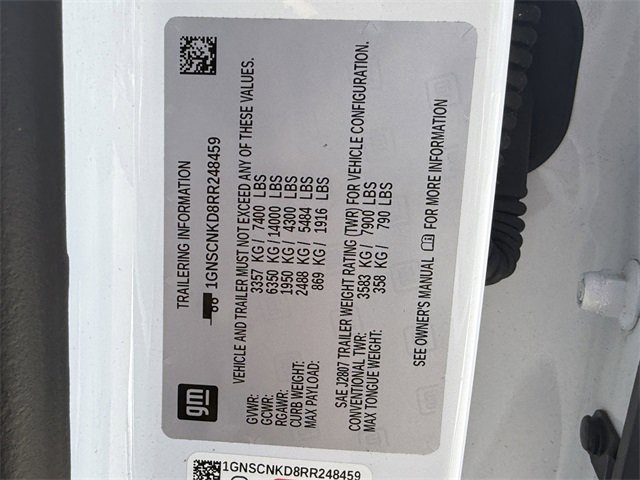 gm
TRAILERING INFORMATION
1GNSCNKD8RR248459
VEHICLE AND TRAILER MUST NOT EXCEED ANY OF THESE VALUES.
GVWR: 3357 KG / 7400 LBS
GCWR: 6350 KG / 14000 LBS
RGAWR: 1950 KG / 4300 LBS
CURB WEIGHT: 2488 KG / 5484 LBS
MAX PAYLOAD: 869 KG / 1916 LBS
SAE J2807 TRAILER WEIGHT RATING (TWR) FOR VEHICLE CONFIGURATION.
CONVENTIONAL TWR: 3583 KG / 7900 LBS
MAX TONGUE WEIGHT: 358 KG / 790 LBS
SEE OWNER'S MANUAL FOR MORE INFORMATION
1GNSCNKD8RR248459